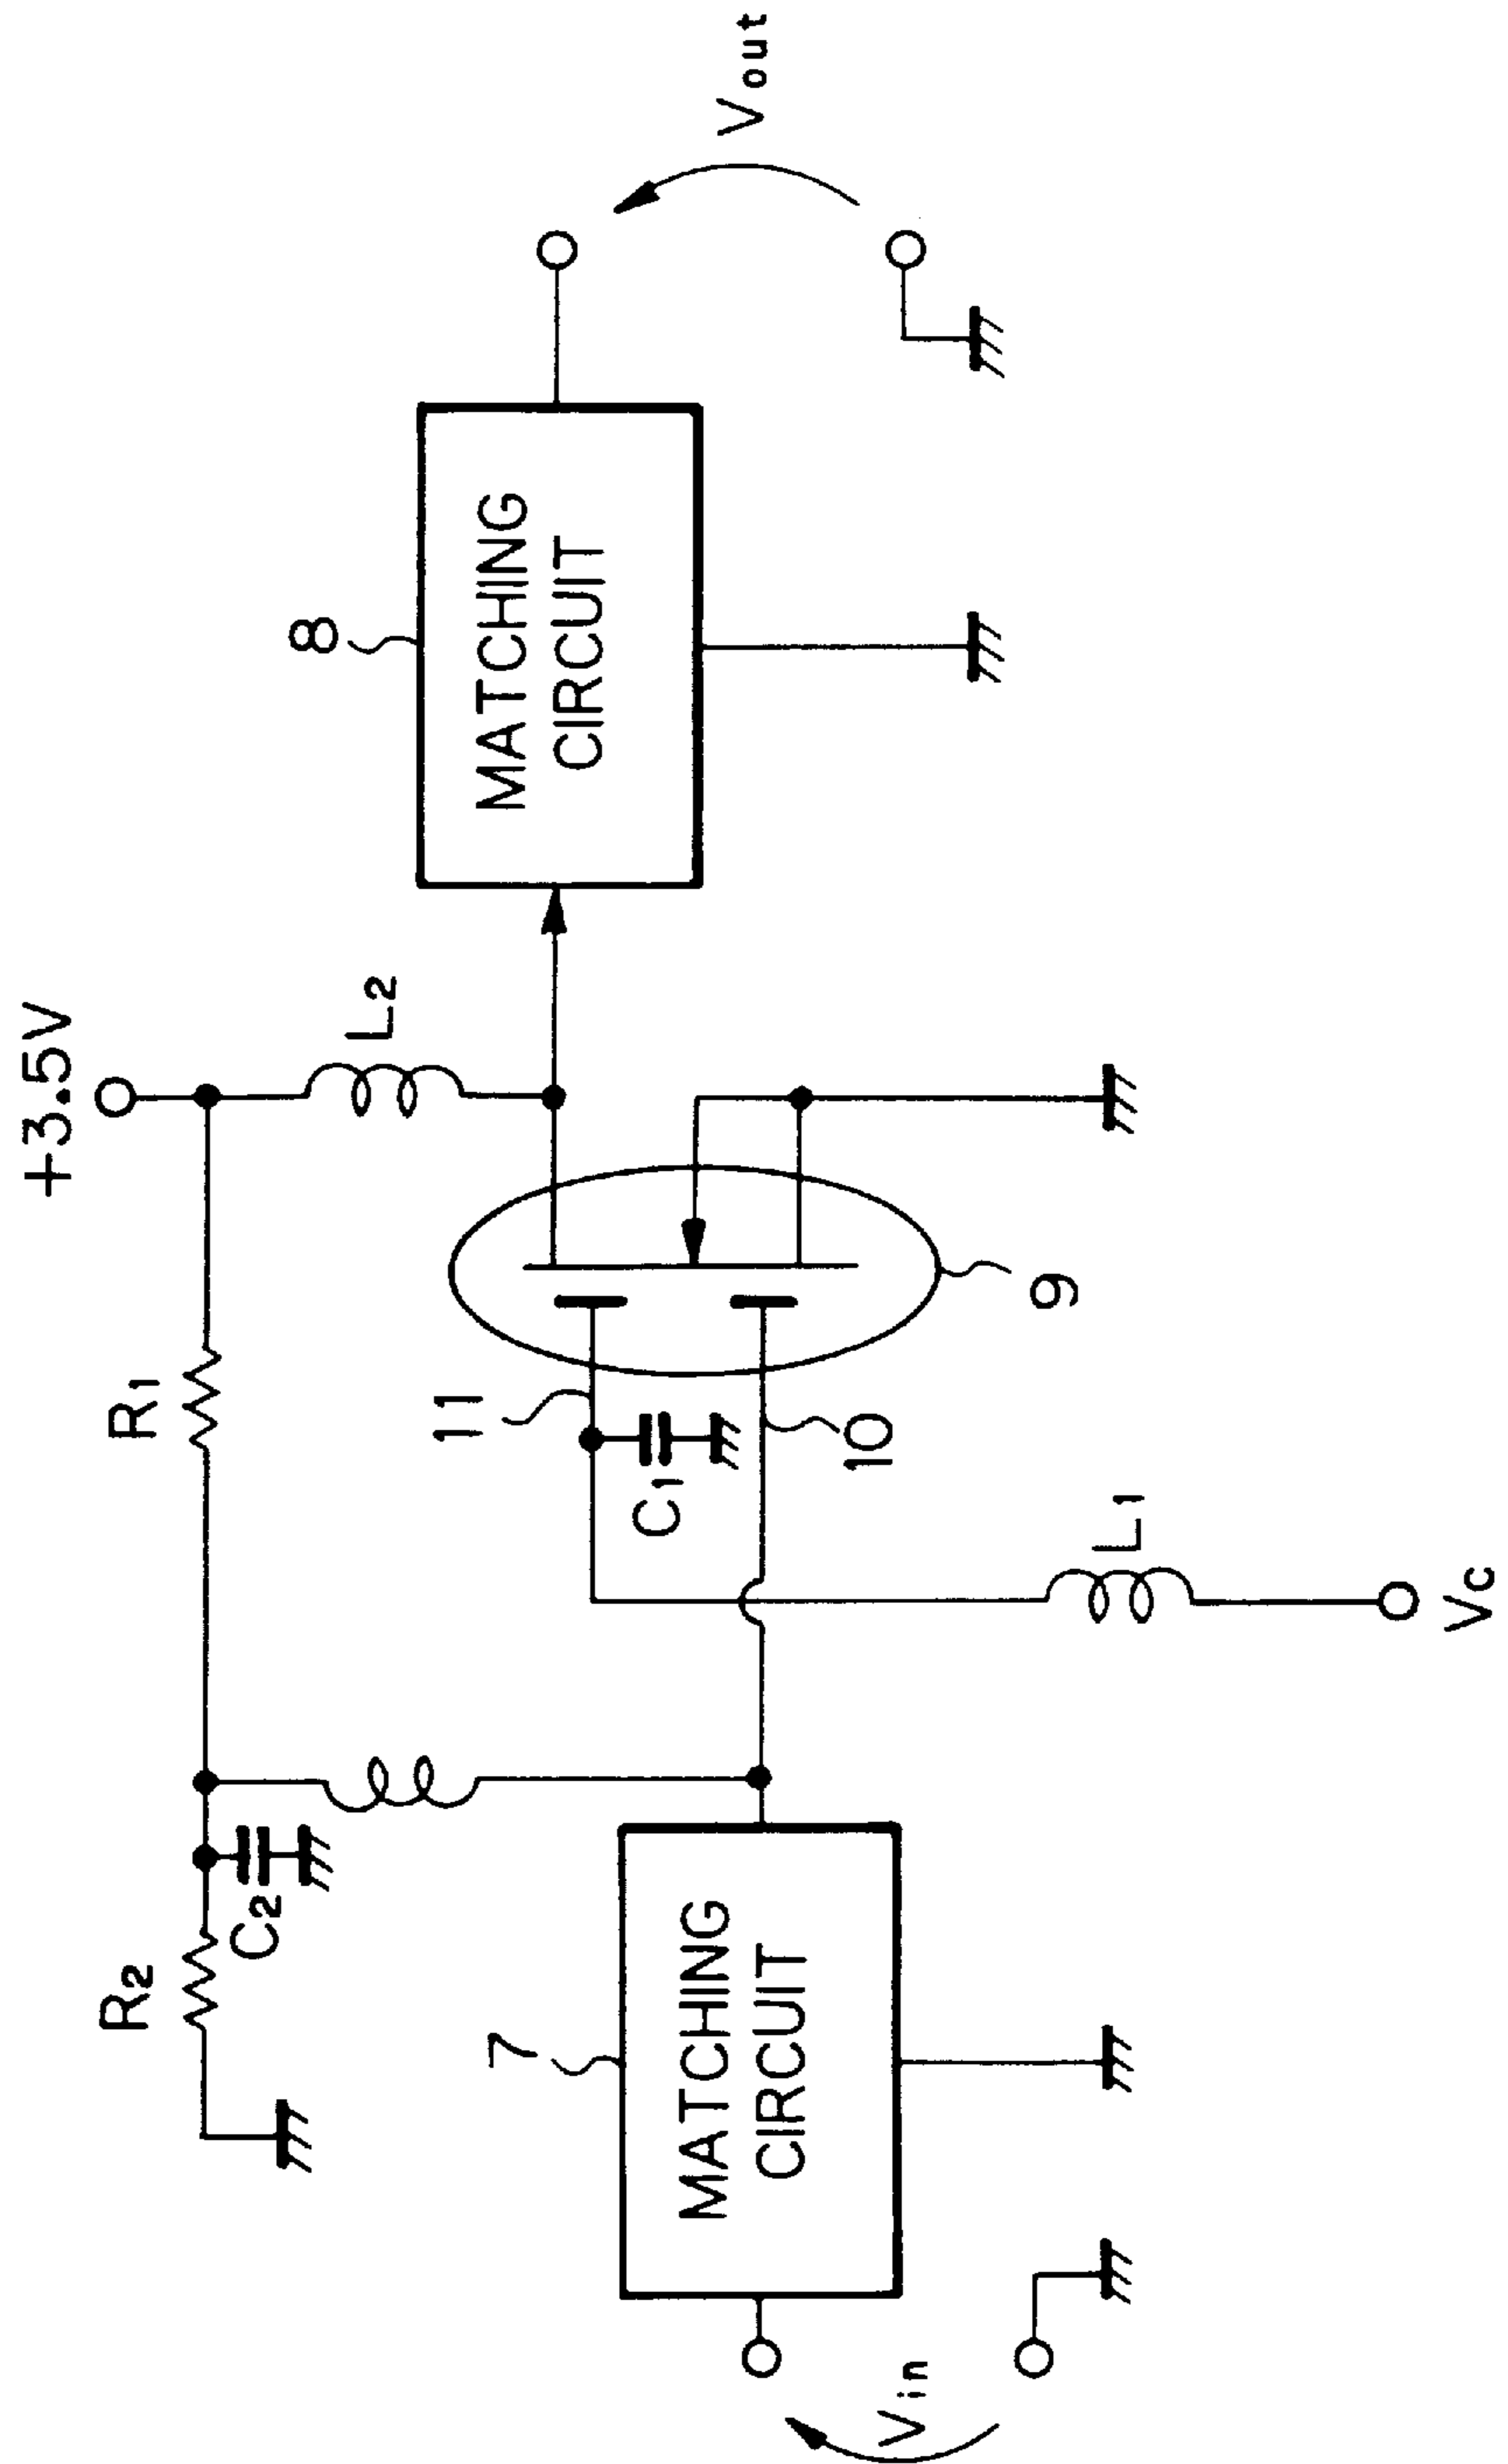 +3.5V
R2
R1
L2
C2
8
MATCHING
CIRCUIT
Vout
7
11
C1
MATCHING
CIRCUIT
10
9
Vin
L1
Vc